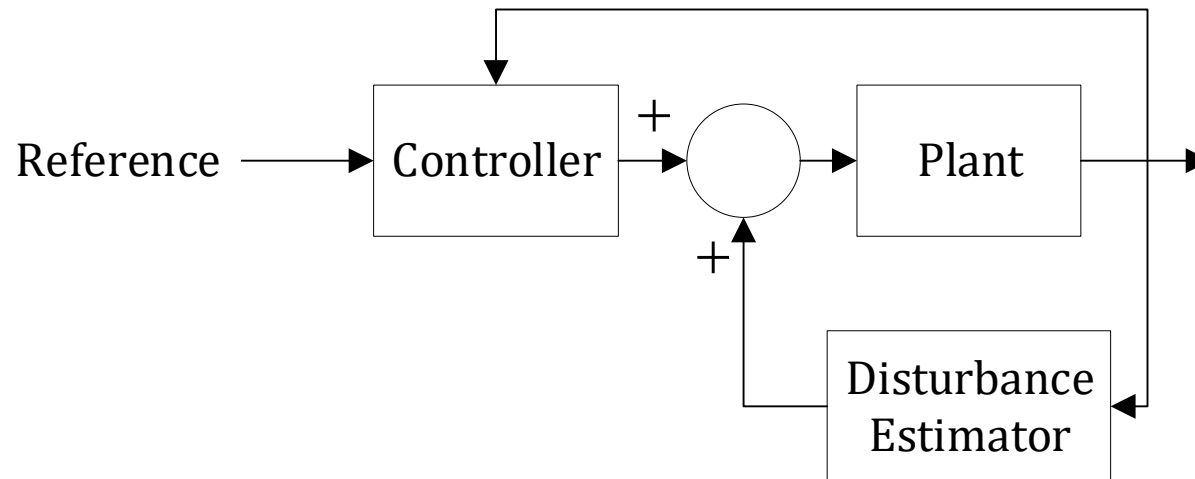 Reference
Controller
+
Plant
+
Disturbance
Estimator